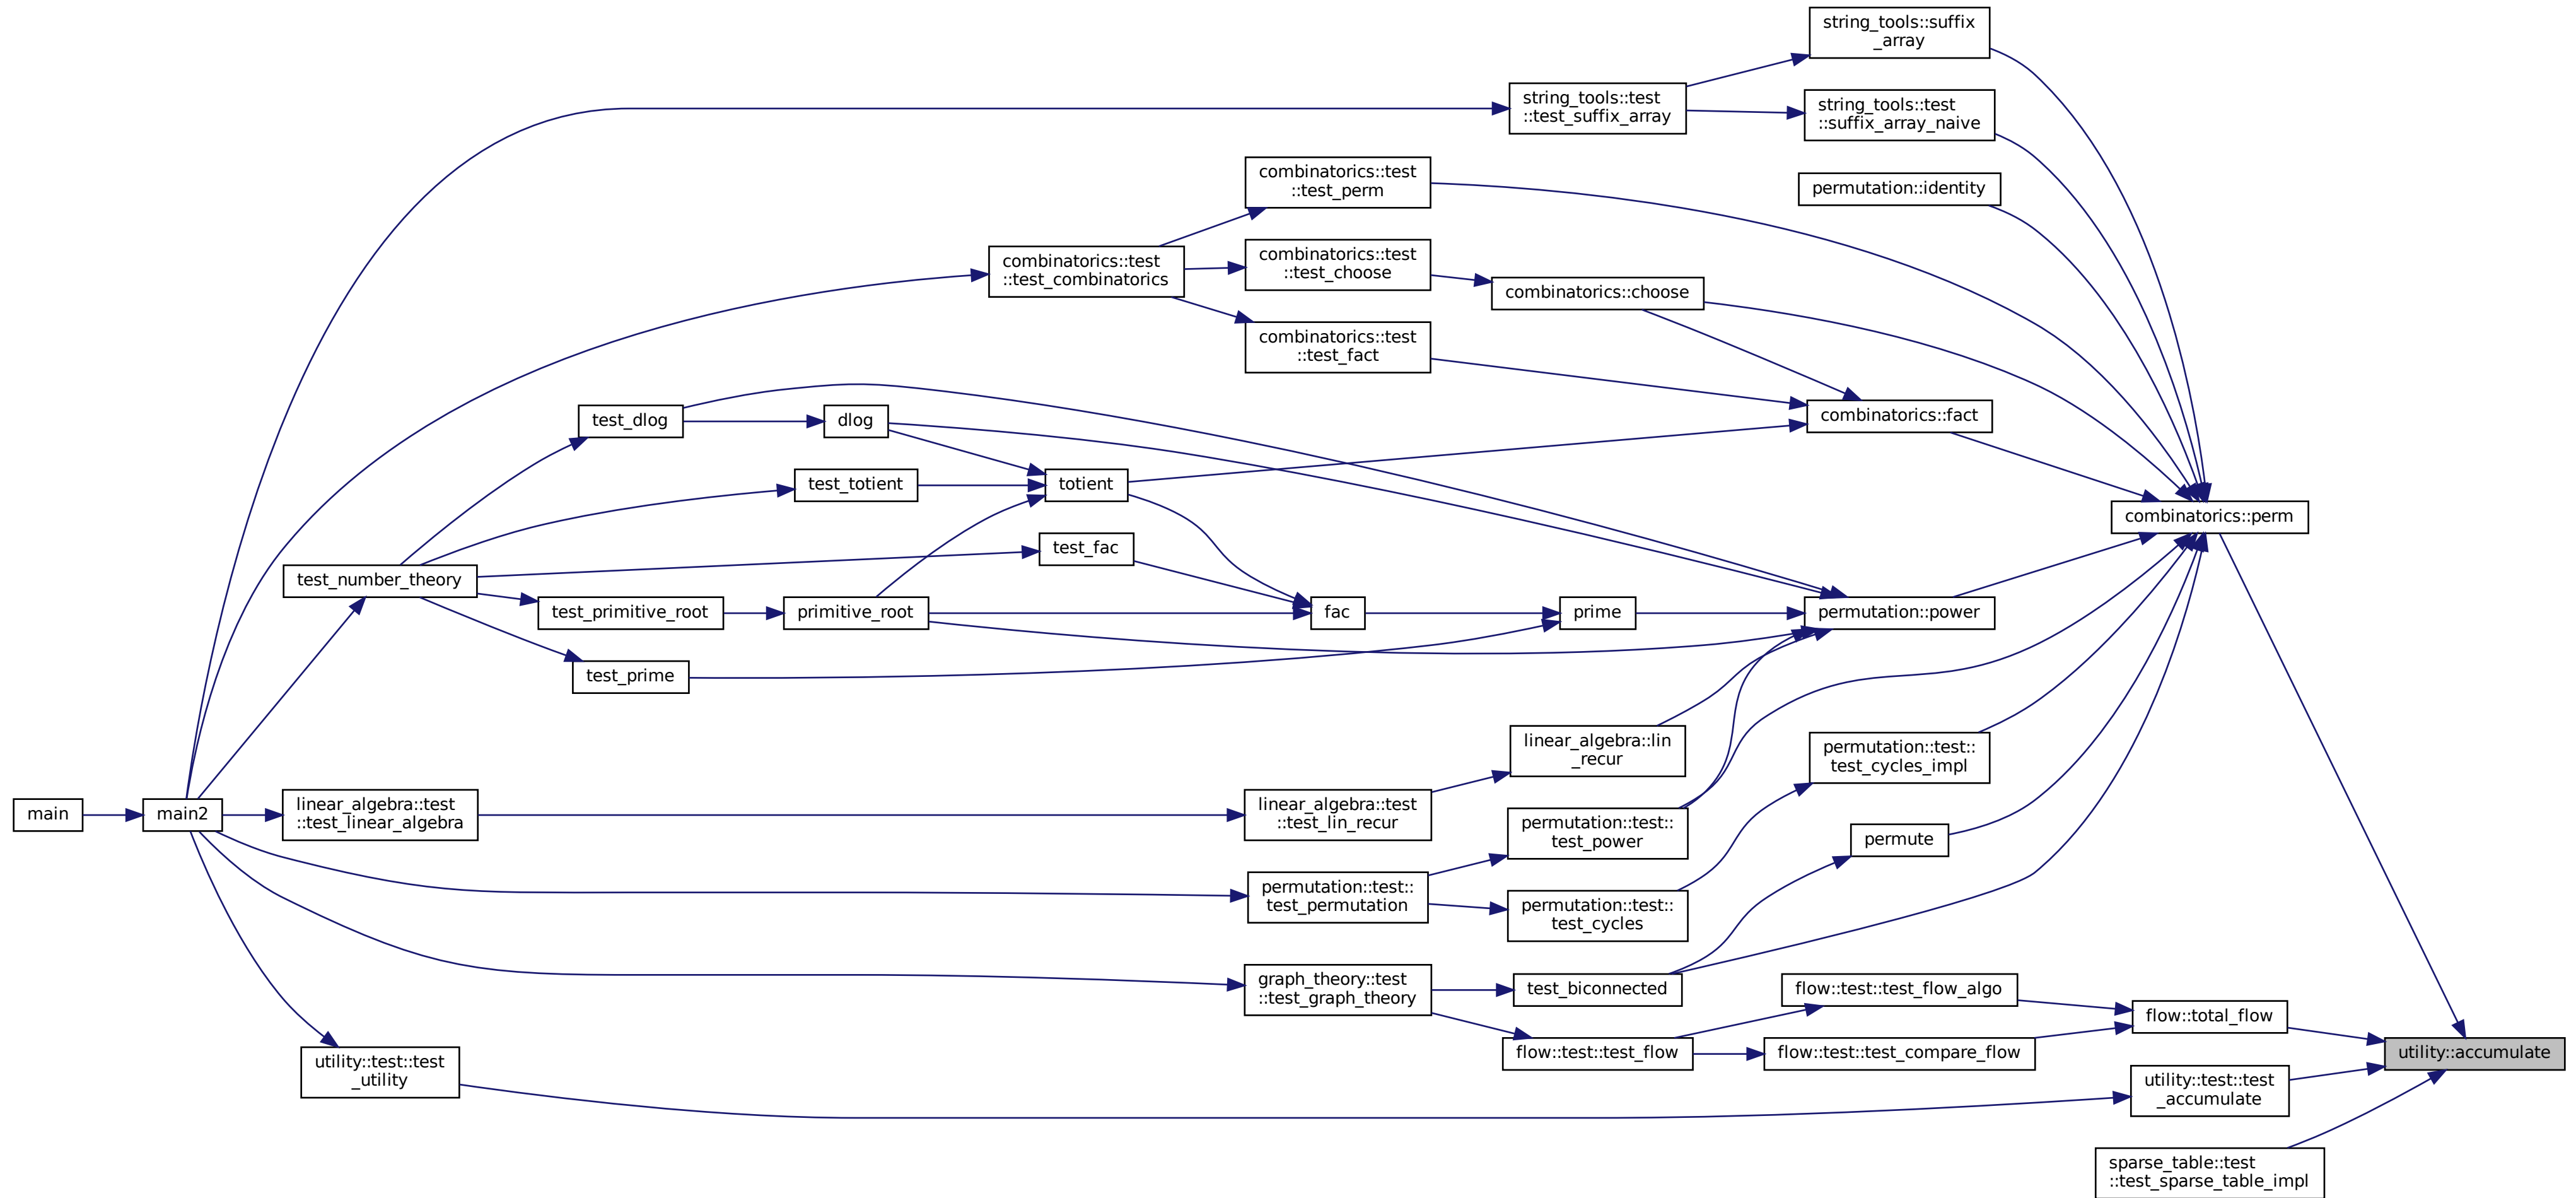 string_tools::suffix
_array
string_tools::test
::test_suffix_array
string_tools::test
::suffix_array_naive
combinatorics::test
::test_perm
permutation::identity
combinatorics::test
::test_combinatorics
combinatorics::test
::test_choose
combinatorics::choose
combinatorics::test
::test_fact
test_dlog
dlog
combinatorics::fact
test_totient
totient
combinatorics::perm
test_fac
test_number_theory
test_primitive_root
primitive_root
fac
prime
permutation::power
test_prime
linear_algebra::lin
_recur
permutation::test::
test_cycles_impl
main
main2
linear_algebra::test
::test_linear_algebra
linear_algebra::test
::test_lin_recur
permutation::test::
test_power
permute
permutation::test::
test_permutation
permutation::test::
test_cycles
graph_theory::test
::test_graph_theory
test_biconnected
flow::test::test_flow_algo
flow::total_flow
flow::test::test_flow
flow::test::test_compare_flow
utility::accumulate
utility::test::test
_utility
utility::test::test
_accumulate
sparse_table::test
::test_sparse_table_impl